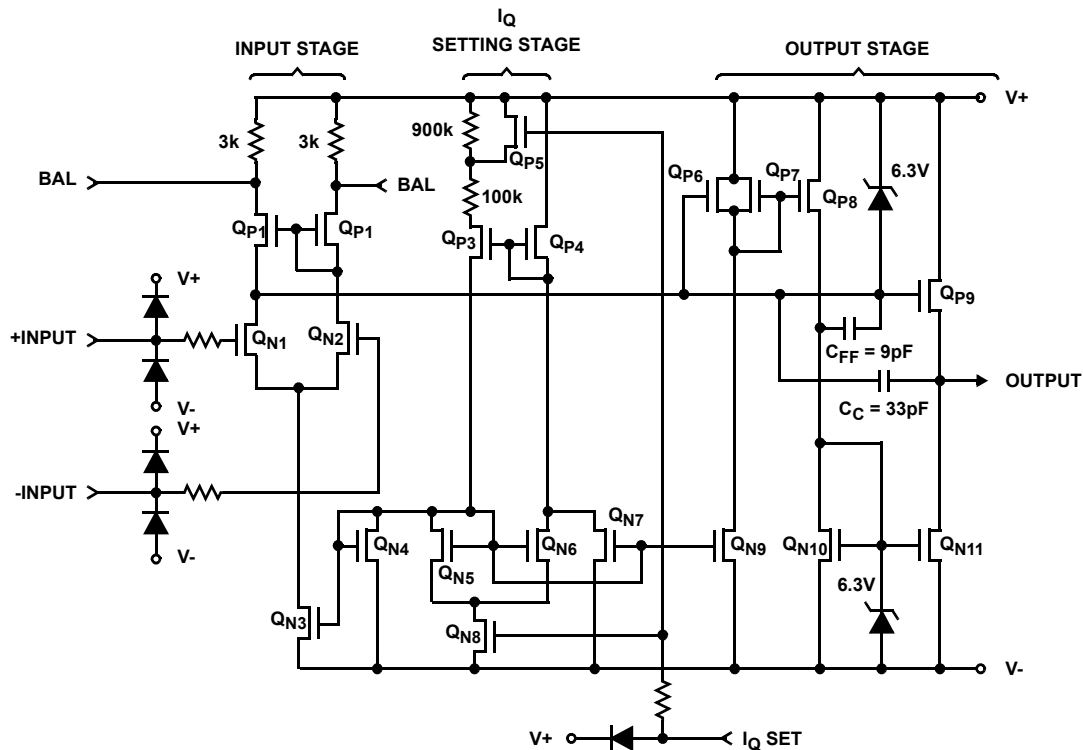 I_Q
INPUT STAGE
SETTING STAGE
OUTPUT STAGE
V+
3k
3k
900k
Q_P5
BAL
BAL
100k
Q_P6
Q_P7
6.3V
Q_P8
Q_P1
Q_P1
Q_P3
Q_P4
V+
Q_P9
+INPUT
Q_N1
Q_N2
C_FF = 9pF
OUTPUT
V-
C_C = 33pF
V+
-INPUT
Q_N7
V-
Q_N4
Q_N5
Q_N6
Q_N9
Q_N10
Q_N11
6.3V
Q_N3
Q_N8
V-
V+
I_Q SET